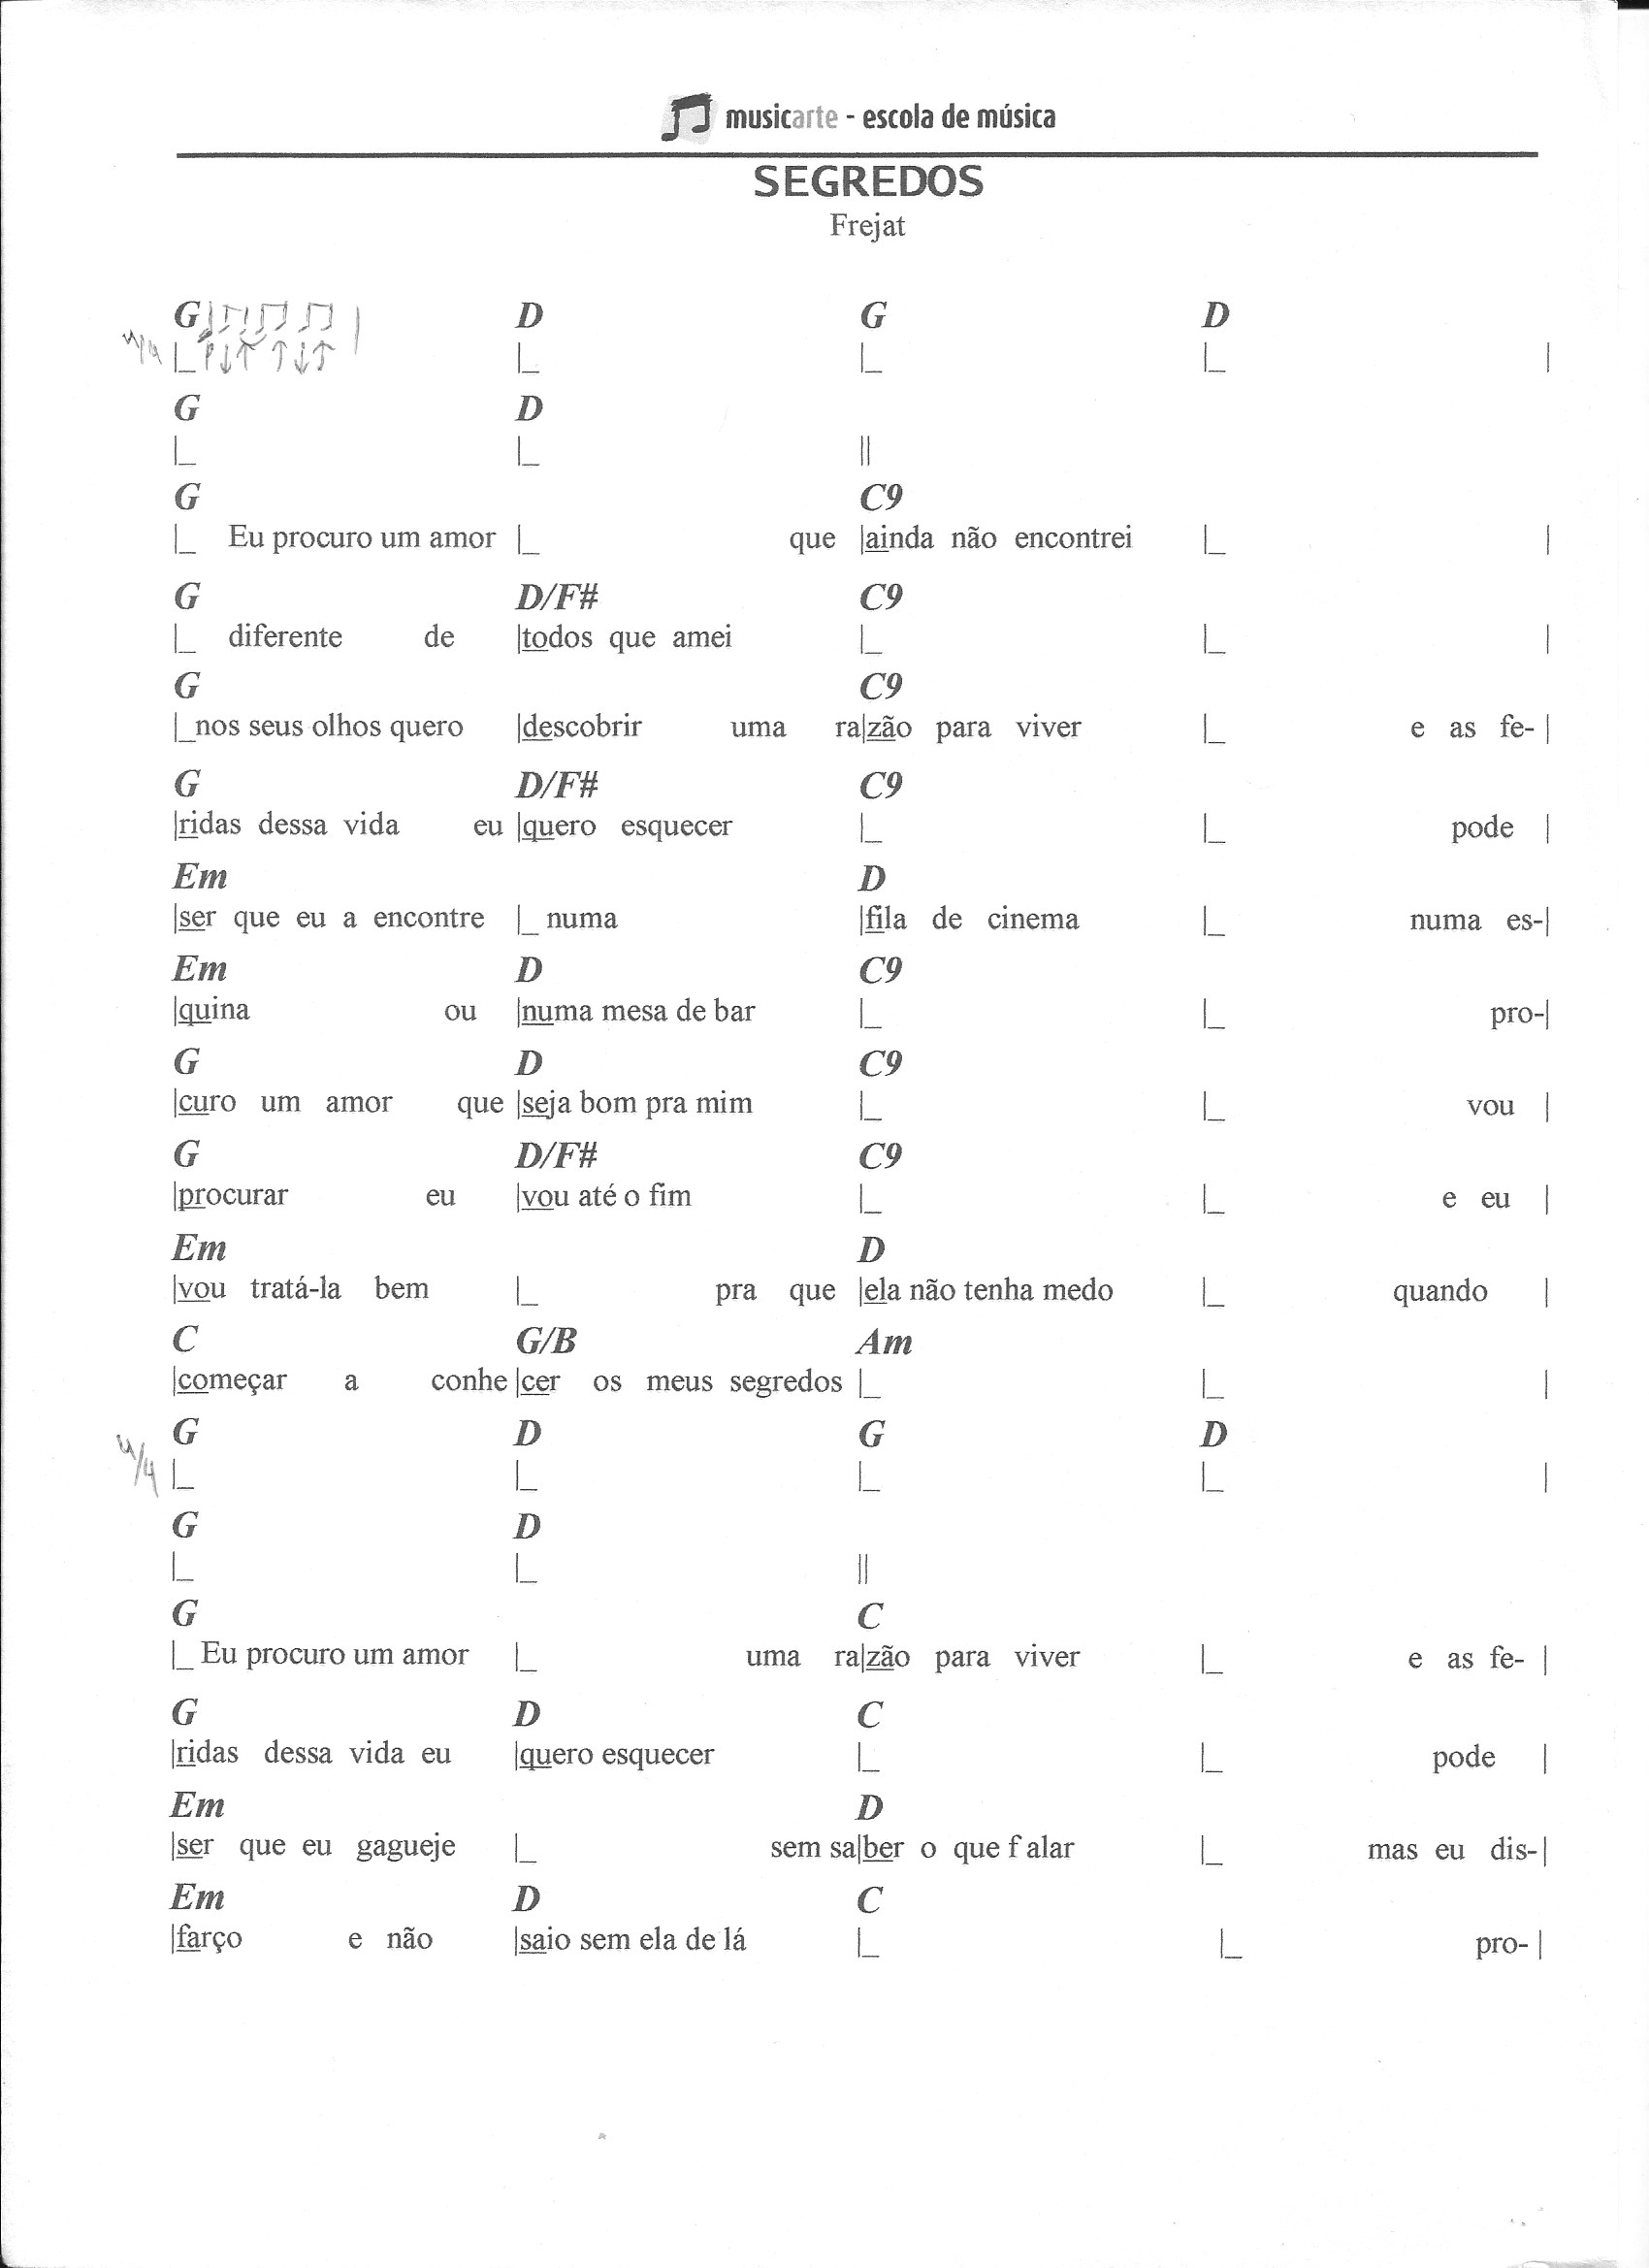 musicarte - escola de música
SEGREDOS
Frejat
G D G D
4/4 |_ P↓↑ ↑↓↑ | |_ |_ |_ |
G D
|_ |_ ||
G C9
|_ Eu procuro um amor |_ que |ainda não encontrei |_ |
G D/F# C9
|_ diferente de |todos que amei |_ |_ |
G C9
|_nos seus olhos quero |descobrir uma ra|zão para viver |_ e as fe- |
G D/F# C9
|ridas dessa vida eu |quero esquecer |_ |_ pode |
Em D
|ser que eu a encontre |_ numa |fila de cinema |_ numa es-|
Em D C9
|quina ou |numa mesa de bar |_ |_ pro-|
G D C9
|curo um amor que |seja bom pra mim |_ |_ vou |
G D/F# C9
|procurar eu |vou até o fim |_ |_ e eu |
Em D
|vou tratá-la bem |_ pra que |ela não tenha medo |_ quando |
C G/B Am
|começar a conhe |cer os meus segredos |_ |_ |
G D G D
4/4 |_ |_ |_ |_ |
G D
|_ |_ ||
G C
|_ Eu procuro um amor |_ uma ra|zão para viver |_ e as fe- |
G D C
|ridas dessa vida eu |quero esquecer |_ |_ pode |
Em D
|ser que eu gagueje |_ sem sa|ber o que f alar |_ mas eu dis-|
Em D C
|farço e não |saio sem ela de lá |_ |_ pro- |